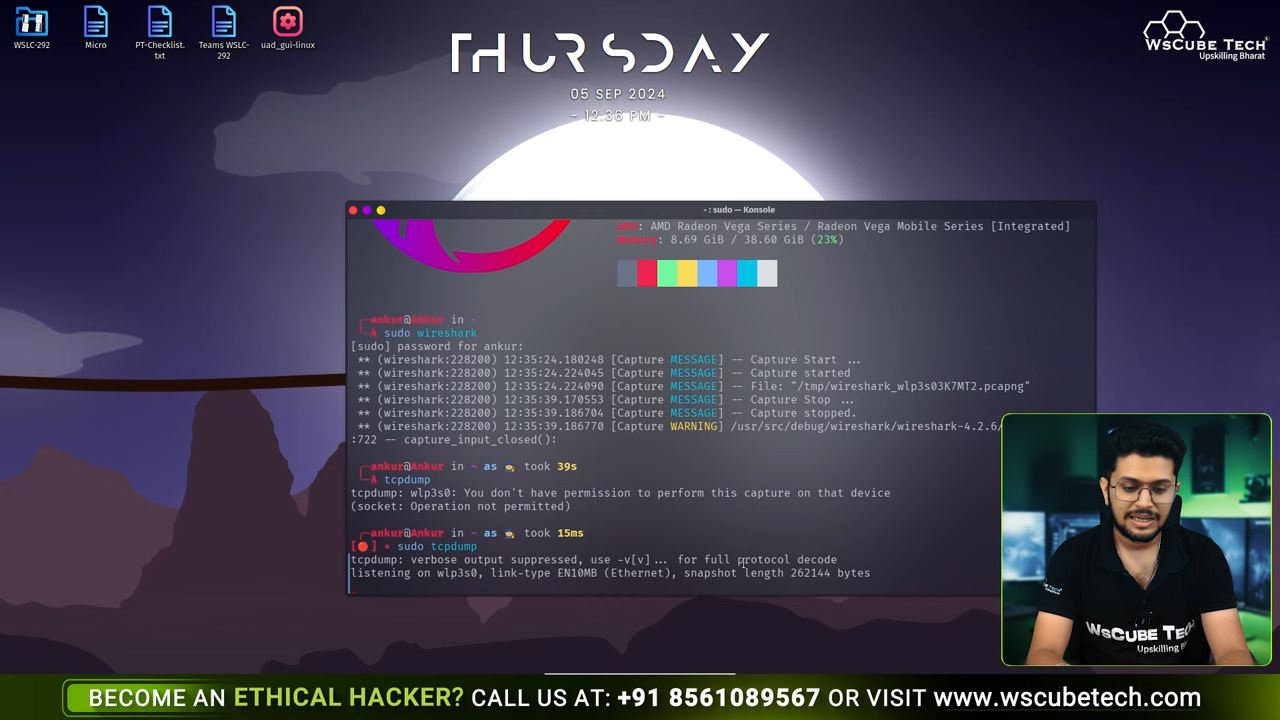 WSLC-292
Micro
PT-Checklist.
txt
Teams WSLC-
292
uad_gui-linux
THURSDAY
05 SEP 2024
- 12:36 PM -
WsCUBE TECH
Upskilling Bharat
~ : sudo — Konsole
GPU: AMD Radeon Vega Series / Radeon Vega Mobile Series [Integrated]
Memory: 8.69 GiB / 38.60 GiB (23%)
ankur@Ankur in ~
λ sudo wireshark
[sudo] password for ankur:
** (wireshark:228200) 12:35:24.180248 [Capture MESSAGE] -- Capture Start ...
** (wireshark:228200) 12:35:24.224045 [Capture MESSAGE] -- Capture started
** (wireshark:228200) 12:35:24.224090 [Capture MESSAGE] -- File: "/tmp/wireshark_wlp3s03K7MT2.pcapng"
** (wireshark:228200) 12:35:39.170553 [Capture MESSAGE] -- Capture Stop ...
** (wireshark:228200) 12:35:39.186704 [Capture MESSAGE] -- Capture stopped.
** (wireshark:228200) 12:35:39.186770 [Capture WARNING] /usr/src/debug/wireshark/wireshark-4.2.6/
:722 -- capture_input_closed():
ankur@Ankur in ~ as 🧙 took 39s
λ tcpdump
tcpdump: wlp3s0: You don't have permission to perform this capture on that device
(socket: Operation not permitted)
ankur@Ankur in ~ as 🧙 took 15ms
[🔴] × sudo tcpdump
tcpdump: verbose output suppressed, use -v[v]... for full protocol decode
listening on wlp3s0, link-type EN10MB (Ethernet), snapshot length 262144 bytes
WsCUBE TECH
Upskilling Bharat
BECOME AN ETHICAL HACKER? CALL US AT: +91 8561089567 OR VISIT www.wscubetech.com